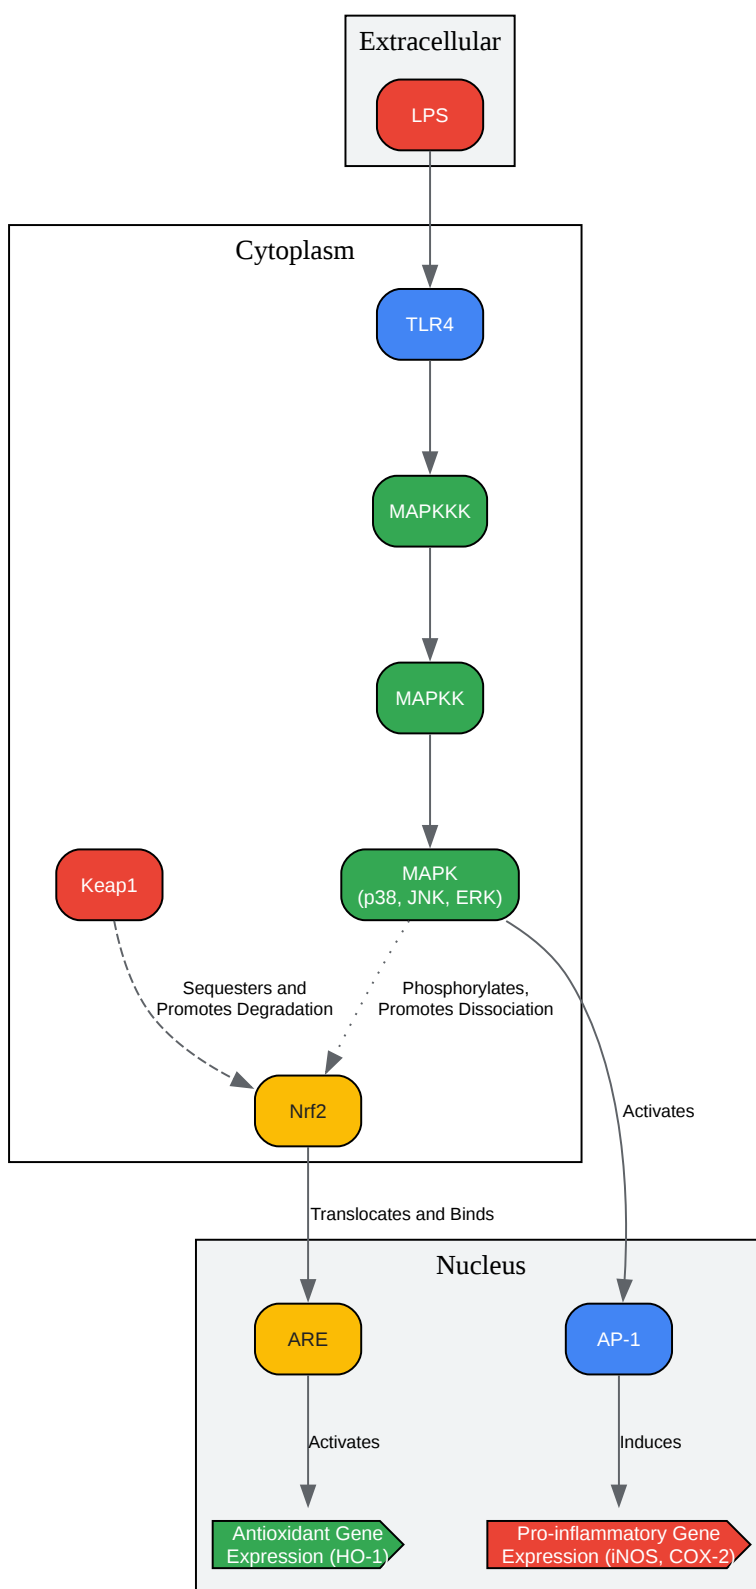 Extracellular
LPS
Cytoplasm
TLR4
MAPKKK
MAPKK
Keap1
MAPK
(p38, JNK, ERK)
Sequesters and
Promotes Degradation
Phosphorylates,
Promotes Dissociation
Nrf2
Activates
Translocates and Binds
Nucleus
ARE
AP-1
Activates
Induces
Antioxidant Gene
Expression (HO-1)
Pro-inflammatory Gene
Expression (iNOS, COX-2)